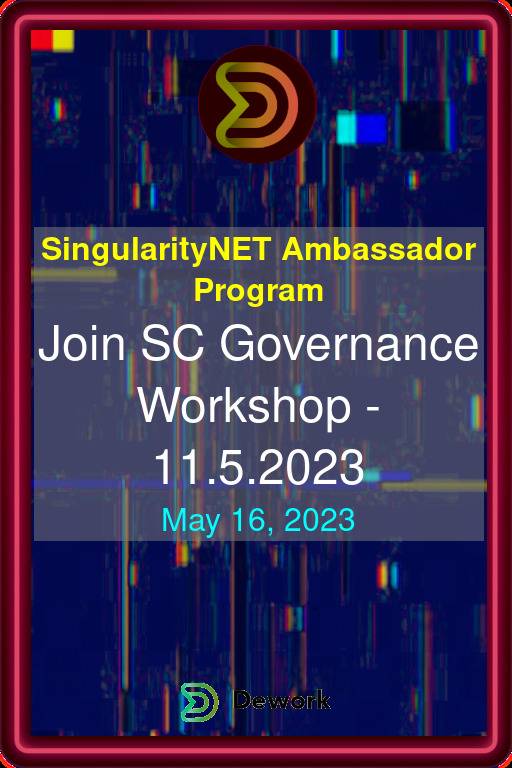 SingularityNET Ambassador
Program
Join SC Governance
Workshop -
11.5.2023
May 16, 2023
Dework